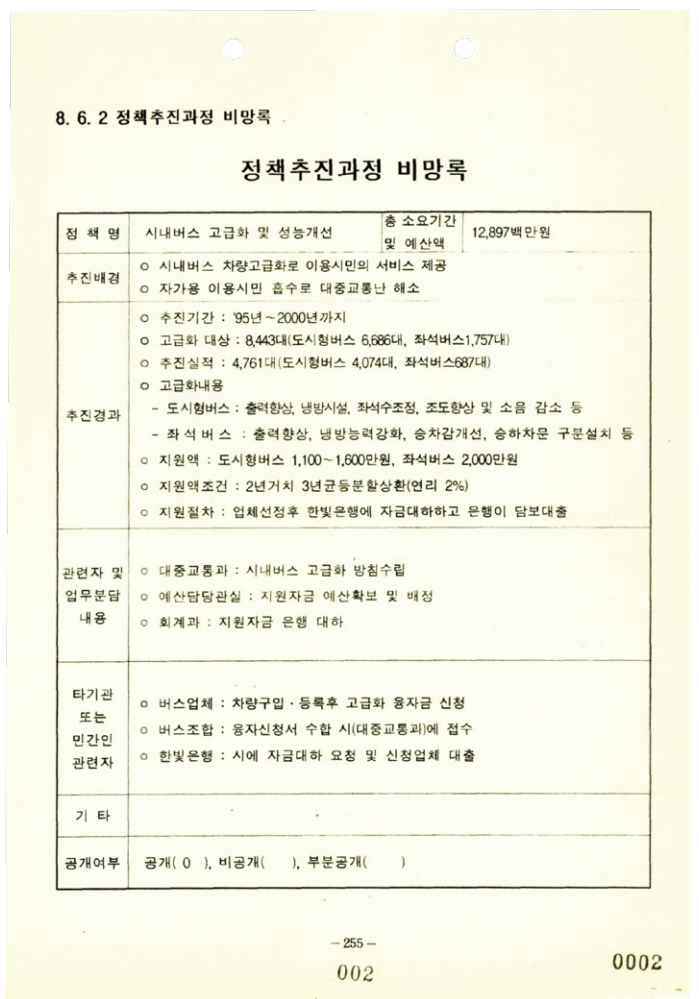 8. 6. 2 정책추진과정 비망록
정책추진과정 비망록
정 책 명
시내버스 고급화 및 성능개선
총 소요기간
및 예산액
12,897백만원
추진배경
o 시내버스 차량고급화로 이용시민의 서비스 제공
o 자가용 이용시민 흡수로 대중교통난 해소
추진경과
o 추진기간 : '95년~2000년까지
o 고급화 대상 : 8,443대(도시형버스 6,686대, 좌석버스1,757대)
o 추진실적 : 4,761대(도시형버스 4,074대, 좌석버스687대)
o 고급화내용
- 도시형버스 : 출력향상, 냉방시설, 좌석수조정, 조도향상 및 소음 감소 등
- 좌 석 버 스 : 출력향상, 냉방능력강화, 승차감개선, 승하차문 구분설치 등
o 지원액 : 도시형버스 1,100~1,600만원, 좌석버스 2,000만원
o 지원액조건 : 2년거치 3년균등분할상환(연리 2%)
o 지원절차 : 업체선정후 한빛은행에 자금대하하고 은행이 담보대출
관련자 및
업무분담
내용
o 대중교통과 : 시내버스 고급화 방침수립
o 예산담당관실 : 지원자금 예산확보 및 배정
o 회계과 : 지원자금 은행 대하
타기관
또는
민간인
관련자
o 버스업체 : 차량구입·등록후 고급화 융자금 신청
o 버스조합 : 융자신청서 수합 시(대중교통과)에 접수
o 한빛은행 : 시에 자금대하 요청 및 신청업체 대출
기 타
공개여부
공개( O ), 비공개( ), 부분공개( )
- 255 -
002
0002